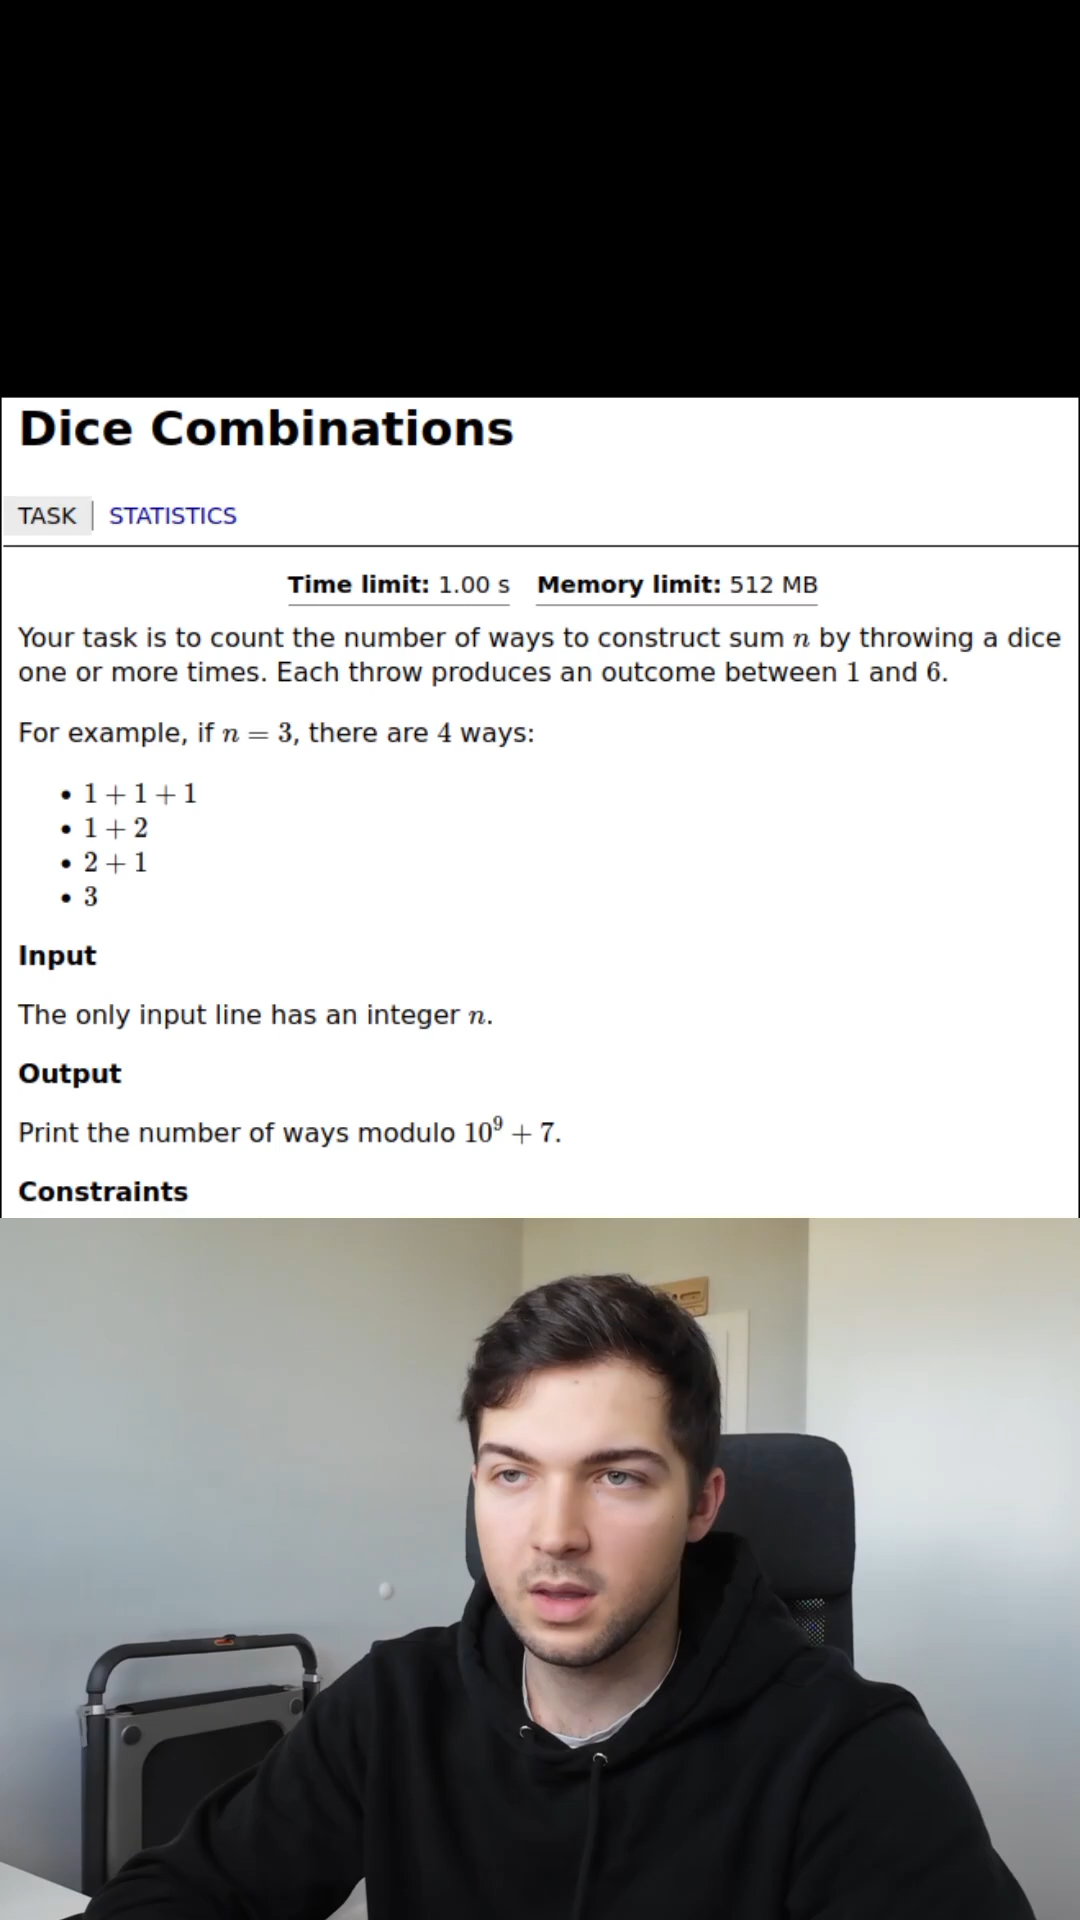 Dice Combinations
TASK | STATISTICS
Time limit: 1.00 s Memory limit: 512 MB
Your task is to count the number of ways to construct sum n by throwing a dice
one or more times. Each throw produces an outcome between 1 and 6.
For example, if n = 3, there are 4 ways:
• 1 + 1 + 1
• 1 + 2
• 2 + 1
• 3
Input
The only input line has an integer n.
Output
Print the number of ways modulo 10⁹ + 7.
Constraints